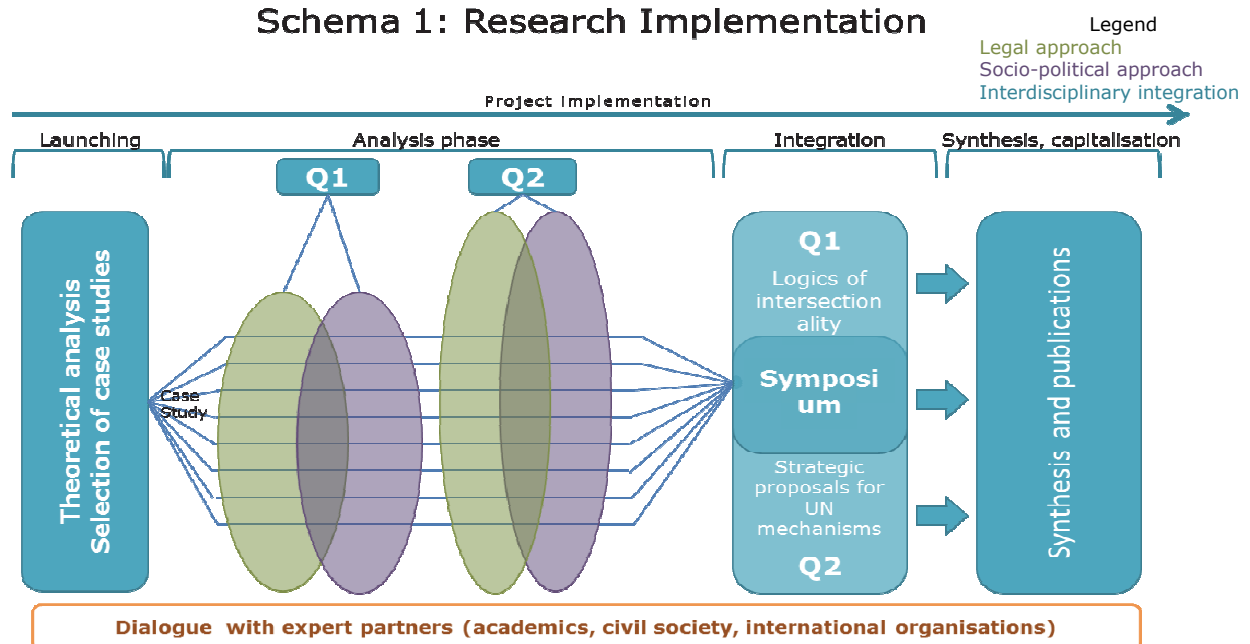 Schema 1: Research Implementation
Legend
Legal approach
Socio-political approach
Interdisciplinary integration
Project Implementation
Launching
Analysis phase
Integration
Synthesis, capitalisation
Q1
Q2
Theoretical analysis
Selection of case studies
Case
Study
Q1
Logics of
intersection
ality
Symposi
um
Strategic
proposals for
UN
mechanisms
Q2
Synthesis and publications
Dialogue with expert partners (academics, civil society, international organisations)